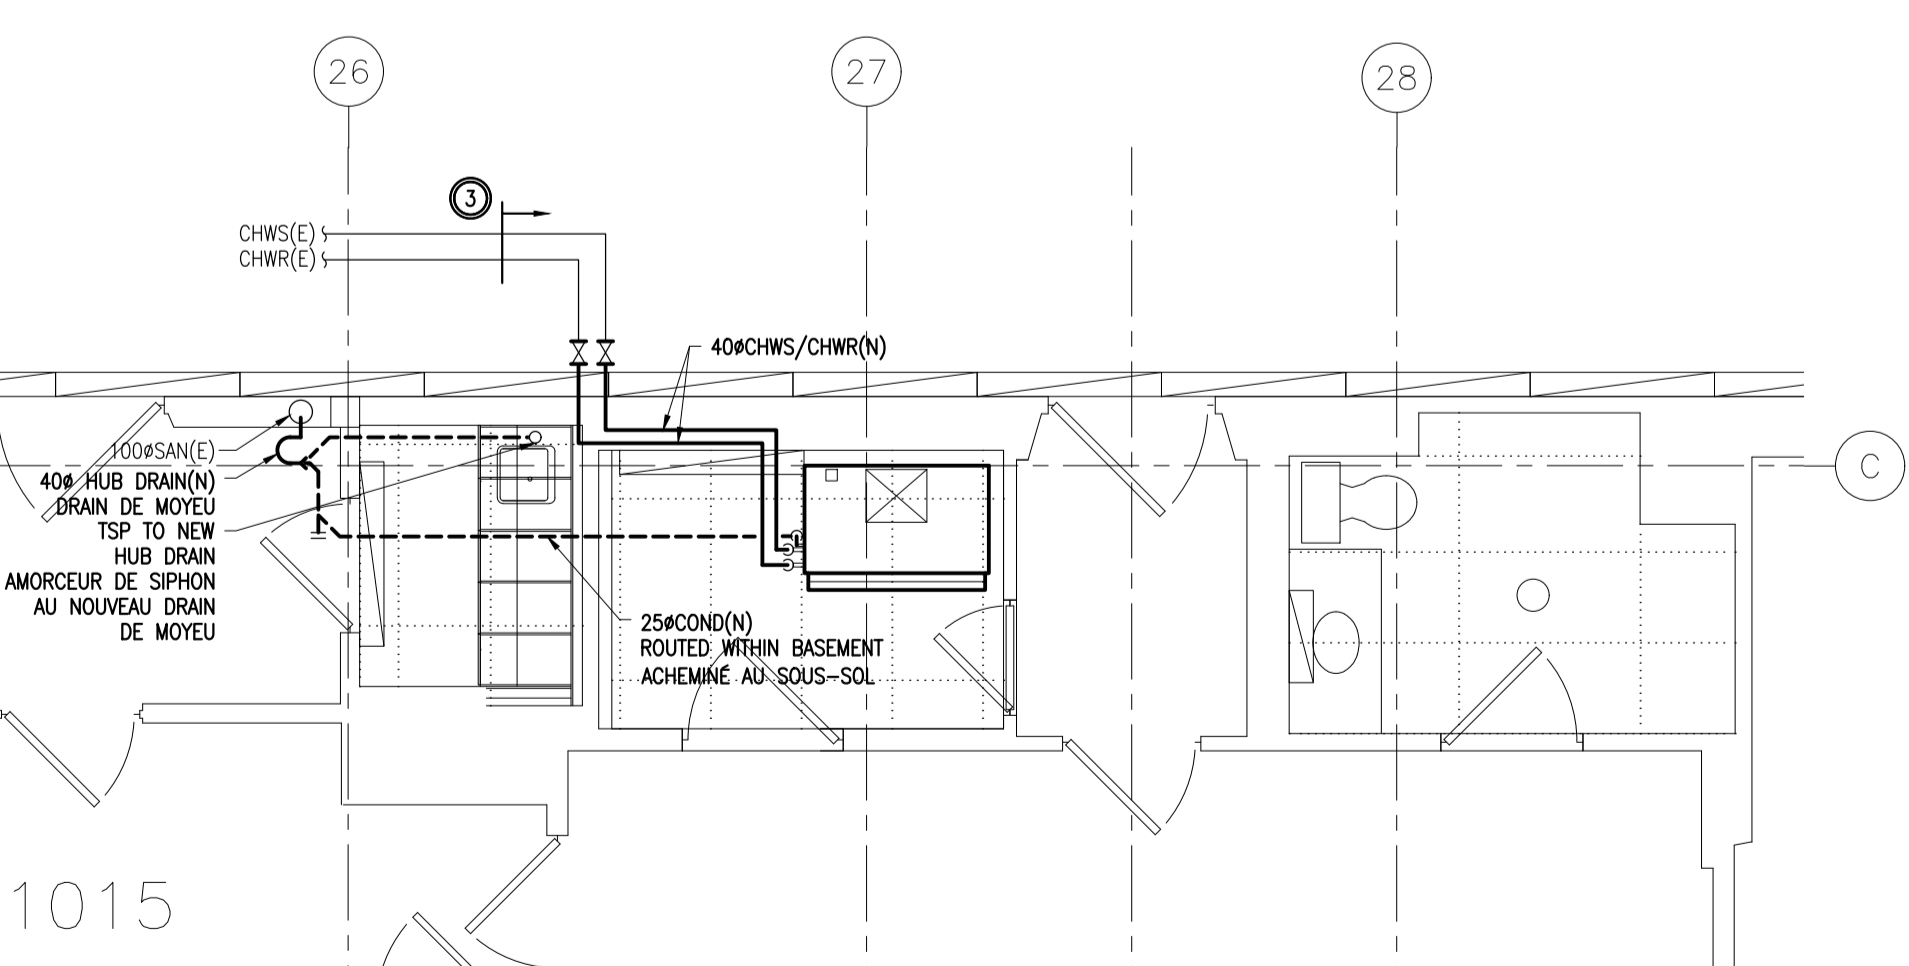 26
27
28
3
CHWS(E)
CHWR(E)
40øCHWS/CHWR(N)
100øSAN(E)
40ø HUB DRAIN(N)
DRAIN DE MOYEU
TSP TO NEW
HUB DRAIN
AMORCEUR DE SIPHON
AU NOUVEAU DRAIN
DE MOYEU
C
25øCOND(N)
ROUTED WITHIN BASEMENT
ACHEMINÉ AU SOUS-SOL
1015